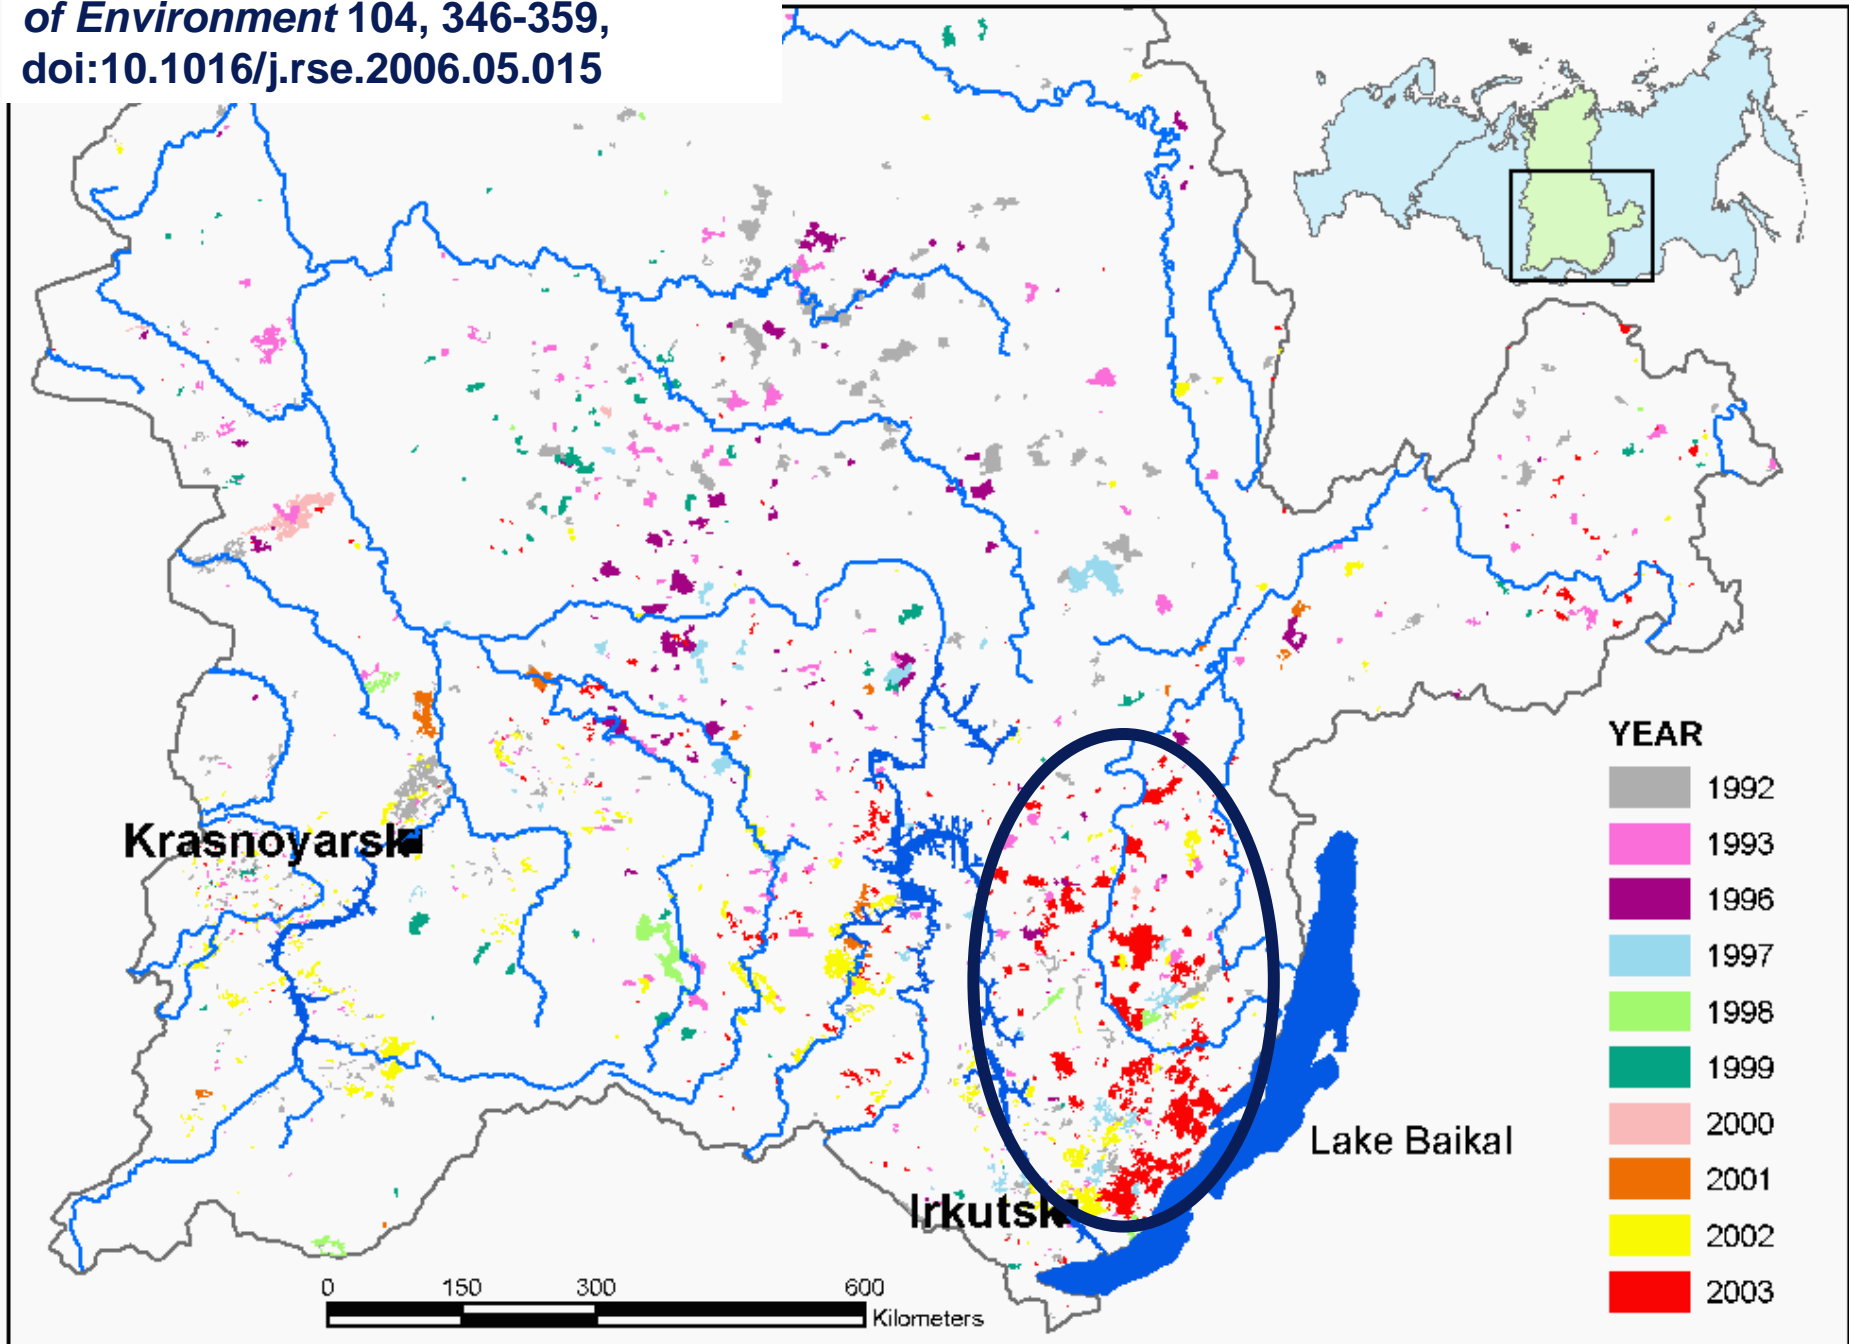 of Environment 104, 346-359,
doi:10.1016/j.rse.2006.05.015
YEAR
1992
1993
1996
1997
1998
1999
2000
2001
2002
2003
Krasnoyarsk
Lake Baikal
Irkutsk
0 150 300 600
Kilometers